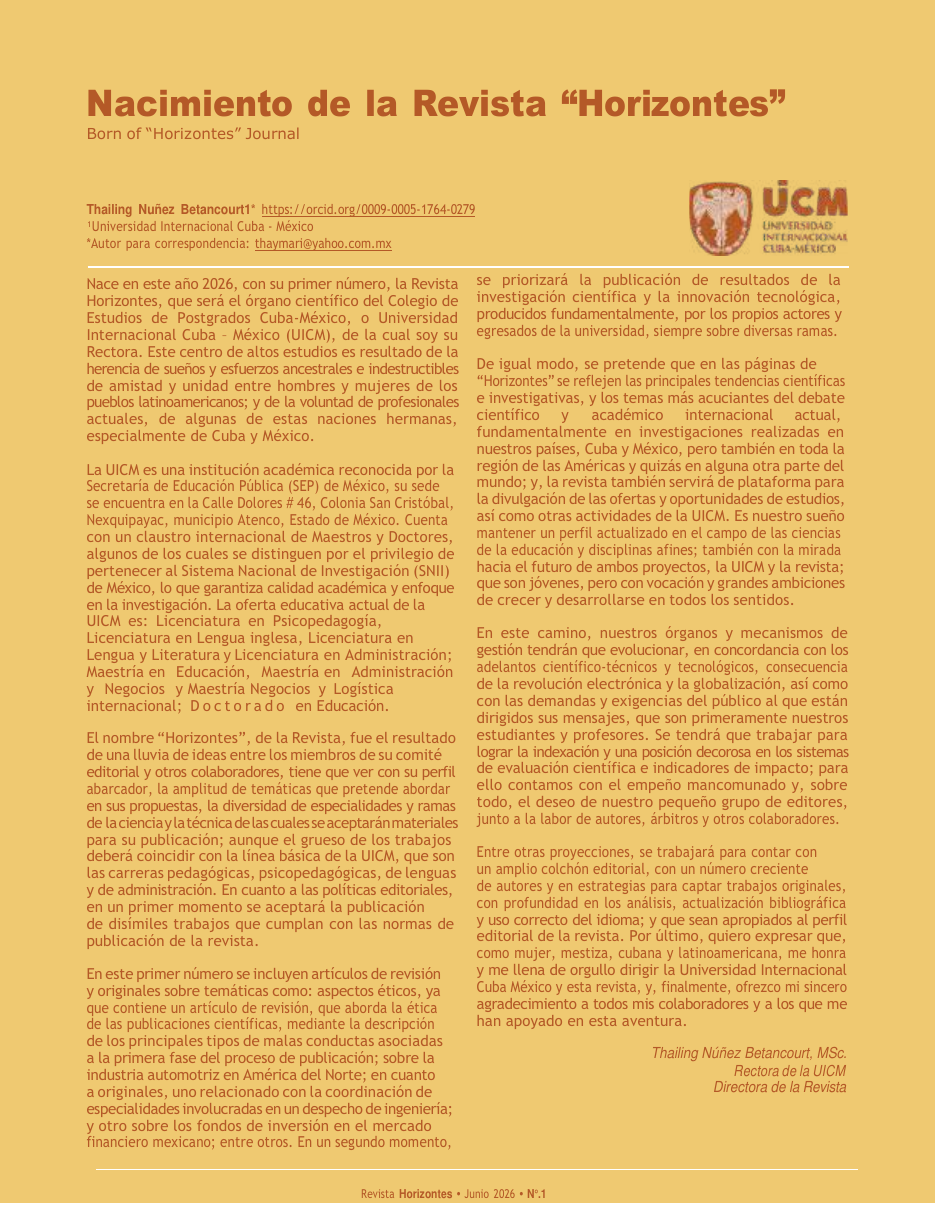 Nacimiento de la Revista “Horizontes”
Born of “Horizontes” Journal
Thailing Nuñez Betancourt1* https://orcid.org/0009-0005-1764-0279
¹Universidad Internacional Cuba - México
*Autor para correspondencia: thaymari@yahoo.com.mx
UCM
UNIVERSIDAD
INTERNACIONAL
CUBA-MÉXICO
Nace en este año 2026, con su primer número, la Revista
Horizontes, que será el órgano científico del Colegio de
Estudios de Postgrados Cuba-México, o Universidad
Internacional Cuba – México (UICM), de la cual soy su
Rectora. Este centro de altos estudios es resultado de la
herencia de sueños y esfuerzos ancestrales e indestructibles
de amistad y unidad entre hombres y mujeres de los
pueblos latinoamericanos; y de la voluntad de profesionales
actuales, de algunas de estas naciones hermanas,
especialmente de Cuba y México.
La UICM es una institución académica reconocida por la
Secretaría de Educación Pública (SEP) de México, su sede
se encuentra en la Calle Dolores # 46, Colonia San Cristóbal,
Nexquipayac, municipio Atenco, Estado de México. Cuenta
con un claustro internacional de Maestros y Doctores,
algunos de los cuales se distinguen por el privilegio de
pertenecer al Sistema Nacional de Investigación (SNII)
de México, lo que garantiza calidad académica y enfoque
en la investigación. La oferta educativa actual de la
UICM es: Licenciatura en Psicopedagogía,
Licenciatura en Lengua inglesa, Licenciatura en
Lengua y Literatura y Licenciatura en Administración;
Maestría en Educación, Maestría en Administración
y Negocios y Maestría Negocios y Logística
internacional; Doctorado en Educación.
El nombre “Horizontes”, de la Revista, fue el resultado
de una lluvia de ideas entre los miembros de su comité
editorial y otros colaboradores, tiene que ver con su perfil
abarcador, la amplitud de temáticas que pretende abordar
en sus propuestas, la diversidad de especialidades y ramas
de la ciencia y la técnica de las cuales se aceptarán materiales
para su publicación; aunque el grueso de los trabajos
deberá coincidir con la línea básica de la UICM, que son
las carreras pedagógicas, psicopedagógicas, de lenguas
y de administración. En cuanto a las políticas editoriales,
en un primer momento se aceptará la publicación
de disímiles trabajos que cumplan con las normas de
publicación de la revista.
En este primer número se incluyen artículos de revisión
y originales sobre temáticas como: aspectos éticos, ya
que contiene un artículo de revisión, que aborda la ética
de las publicaciones científicas, mediante la descripción
de los principales tipos de malas conductas asociadas
a la primera fase del proceso de publicación; sobre la
industria automotriz en América del Norte; en cuanto
a originales, uno relacionado con la coordinación de
especialidades involucradas en un despecho de ingeniería;
y otro sobre los fondos de inversión en el mercado
financiero mexicano; entre otros. En un segundo momento,
se priorizará la publicación de resultados de la
investigación científica y la innovación tecnológica,
producidos fundamentalmente, por los propios actores y
egresados de la universidad, siempre sobre diversas ramas.
De igual modo, se pretende que en las páginas de
“Horizontes” se reflejen las principales tendencias científicas
e investigativas, y los temas más acuciantes del debate
científico y académico internacional actual,
fundamentalmente en investigaciones realizadas en
nuestros países, Cuba y México, pero también en toda la
región de las Américas y quizás en alguna otra parte del
mundo; y, la revista también servirá de plataforma para
la divulgación de las ofertas y oportunidades de estudios,
así como otras actividades de la UICM. Es nuestro sueño
mantener un perfil actualizado en el campo de las ciencias
de la educación y disciplinas afines; también con la mirada
hacia el futuro de ambos proyectos, la UICM y la revista;
que son jóvenes, pero con vocación y grandes ambiciones
de crecer y desarrollarse en todos los sentidos.
En este camino, nuestros órganos y mecanismos de
gestión tendrán que evolucionar, en concordancia con los
adelantos científico-técnicos y tecnológicos, consecuencia
de la revolución electrónica y la globalización, así como
con las demandas y exigencias del público al que están
dirigidos sus mensajes, que son primeramente nuestros
estudiantes y profesores. Se tendrá que trabajar para
lograr la indexación y una posición decorosa en los sistemas
de evaluación científica e indicadores de impacto; para
ello contamos con el empeño mancomunado y, sobre
todo, el deseo de nuestro pequeño grupo de editores,
junto a la labor de autores, árbitros y otros colaboradores.
Entre otras proyecciones, se trabajará para contar con
un amplio colchón editorial, con un número creciente
de autores y en estrategias para captar trabajos originales,
con profundidad en los análisis, actualización bibliográfica
y uso correcto del idioma; y que sean apropiados al perfil
editorial de la revista. Por último, quiero expresar que,
como mujer, mestiza, cubana y latinoamericana, me honra
y me llena de orgullo dirigir la Universidad Internacional
Cuba México y esta revista, y, finalmente, ofrezco mi sincero
agradecimiento a todos mis colaboradores y a los que me
han apoyado en esta aventura.
Thailing Núñez Betancourt, MSc.
Rectora de la UICM
Directora de la Revista
Revista Horizontes • Junio 2026 • Nº.1